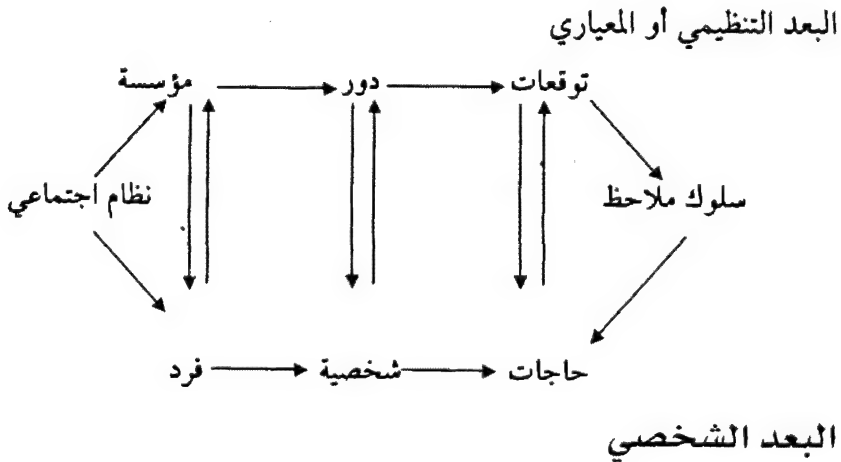 البعد التنظيمي أو المعياري
مؤسسة دور توقعات
نظام اجتماعي سلوك ملاحظ
فرد شخصية حاجات
البعد الشخصي